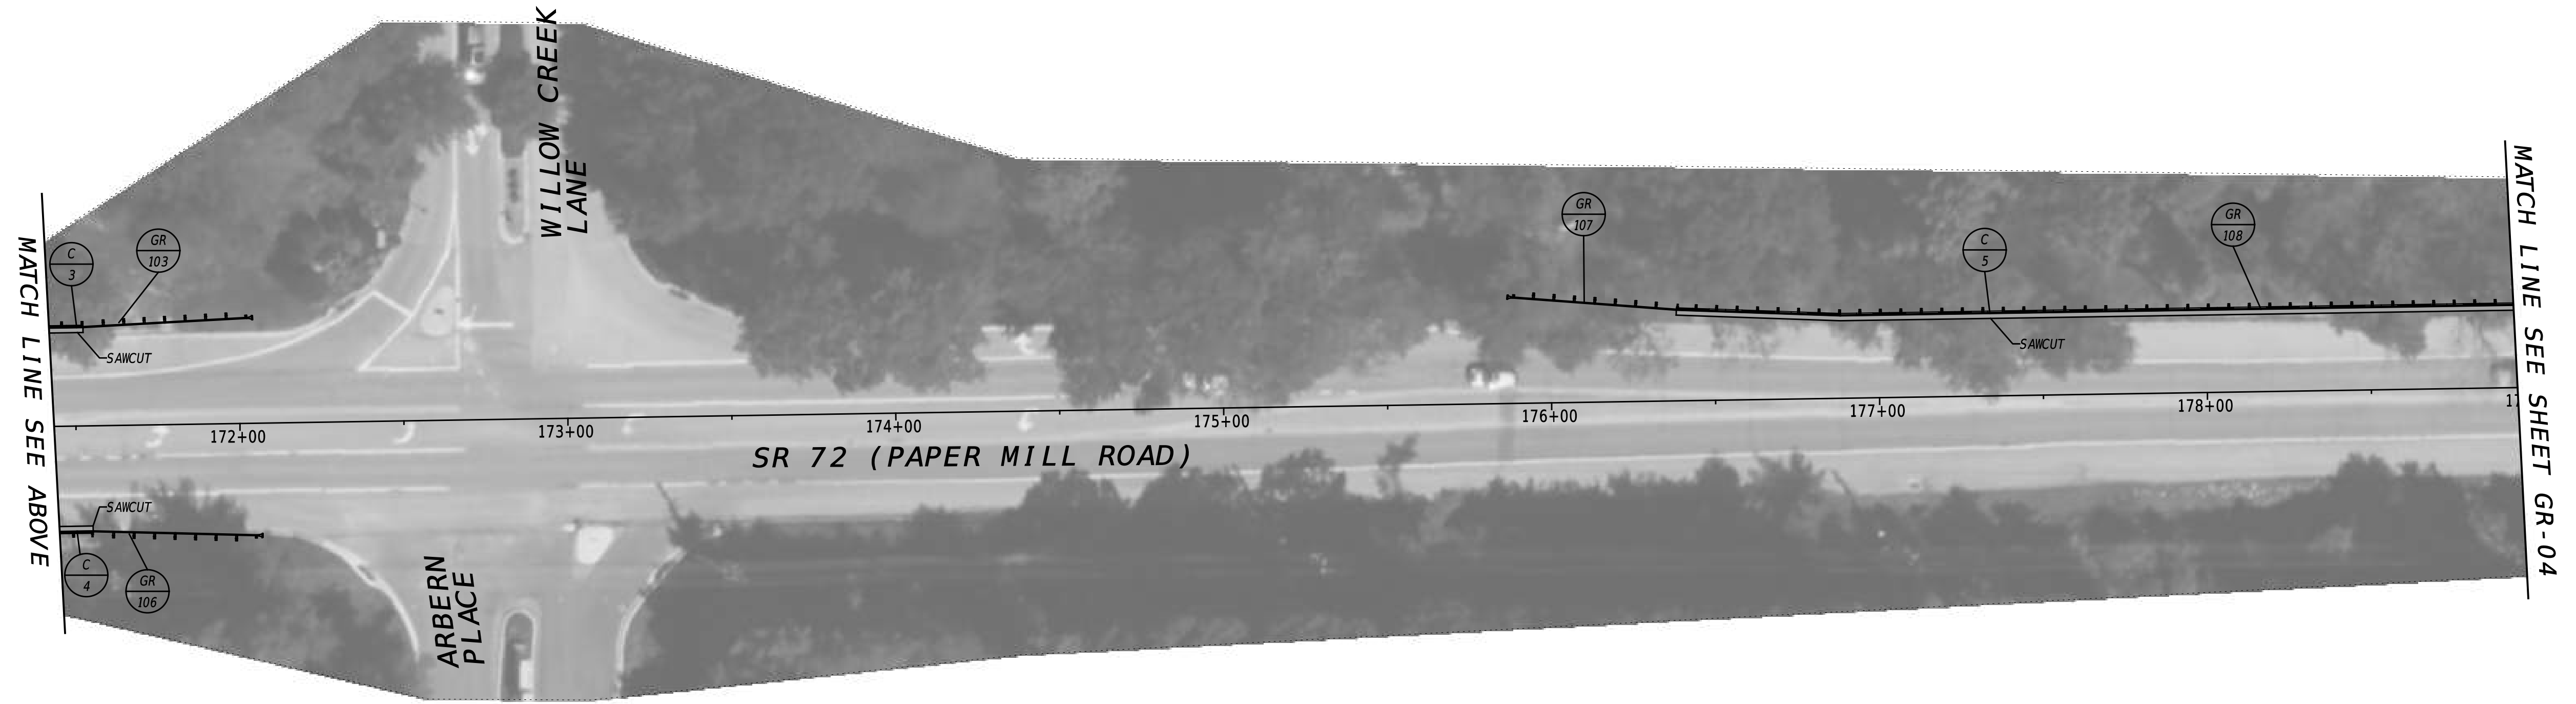 WILLOW CREEK
LANE
MATCH LINE SEE ABOVE
C
3
GR
103
SAWCUT
GR
107
C
5
SAWCUT
GR
108
MATCH LINE SEE SHEET GR-04
172+00
173+00
174+00
175+00
176+00
177+00
178+00
17
SR 72 (PAPER MILL ROAD)
SAWCUT
C
4
GR
106
ARBERN
PLACE